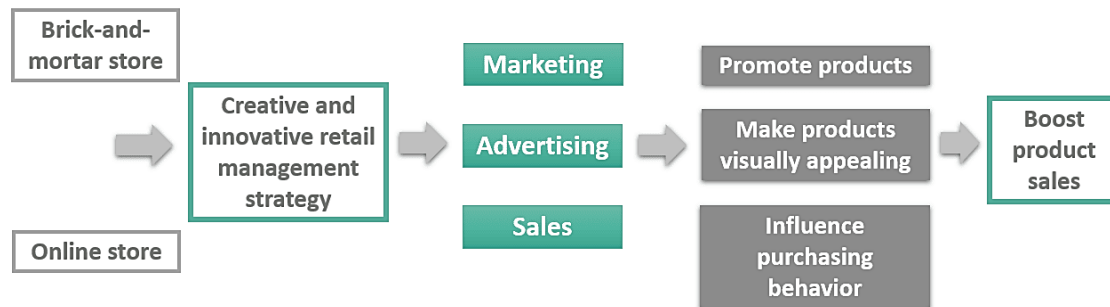 Brick-and-
mortar store
Online store
Creative and
innovative retail
management
strategy
Marketing
Advertising
Sales
Promote products
Make products
visually appealing
Influence
purchasing
behavior
Boost
product
sales